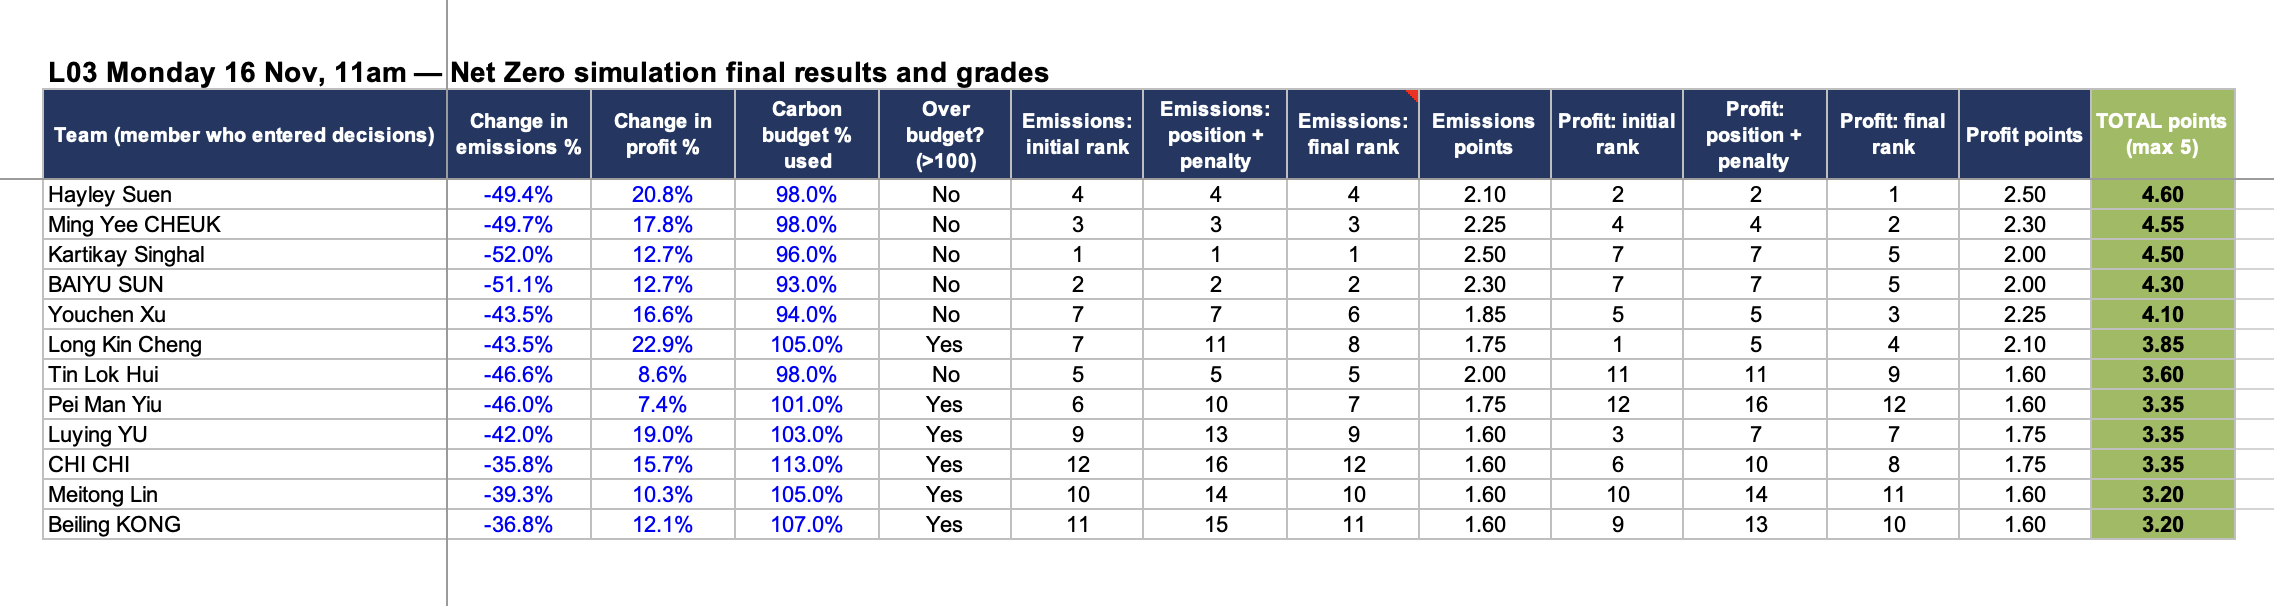 L03 Monday 16 Nov, 11am — Net Zero simulation final results and grades
Team (member who entered decisions) Change in emissions % Change in profit % Carbon budget % used Over budget? (>100) Emissions: initial rank Emissions: position + penalty Emissions: final rank Emissions points Profit: initial rank Profit: position + penalty Profit: final rank Profit points TOTAL points (max 5)
Hayley Suen -49.4% 20.8% 98.0% No 4 4 4 2.10 2 2 1 2.50 4.60
Ming Yee CHEUK -49.7% 17.8% 98.0% No 3 3 3 2.25 4 4 2 2.30 4.55
Kartikay Singhal -52.0% 12.7% 96.0% No 1 1 1 2.50 7 7 5 2.00 4.50
BAIYU SUN -51.1% 12.7% 93.0% No 2 2 2 2.30 7 7 5 2.00 4.30
Youchen Xu -43.5% 16.6% 94.0% No 7 7 6 1.85 5 5 3 2.25 4.10
Long Kin Cheng -43.5% 22.9% 105.0% Yes 7 11 8 1.75 1 5 4 2.10 3.85
Tin Lok Hui -46.6% 8.6% 98.0% No 5 5 5 2.00 11 11 9 1.60 3.60
Pei Man Yiu -46.0% 7.4% 101.0% Yes 6 10 7 1.75 12 16 12 1.60 3.35
Luying YU -42.0% 19.0% 103.0% Yes 9 13 9 1.60 3 7 7 1.75 3.35
CHI CHI -35.8% 15.7% 113.0% Yes 12 16 12 1.60 6 10 8 1.75 3.35
Meitong Lin -39.3% 10.3% 105.0% Yes 10 14 10 1.60 10 14 11 1.60 3.20
Beiling KONG -36.8% 12.1% 107.0% Yes 11 15 11 1.60 9 13 10 1.60 3.20